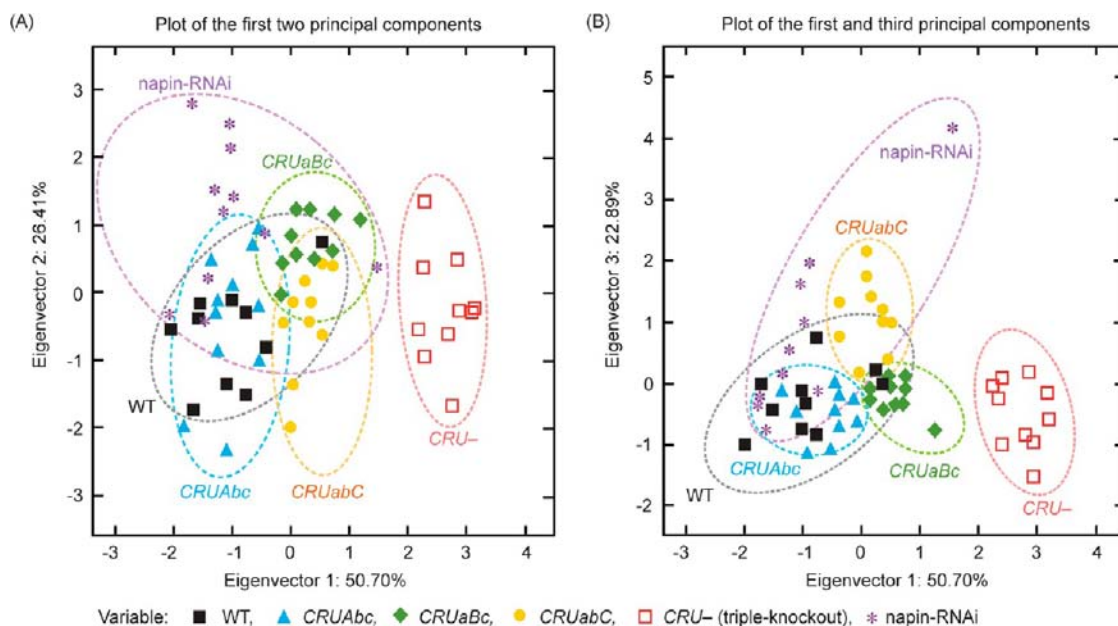 (A)
Plot of the first two principal components
napin-RNAi
CRUaBc
WT
CRUAbc
CRUabC
CRU–
3
2
1
0
-1
-2
-3
Eigenvector 2: 26.41%
-3 -2 -1 0 1 2 3 4
Eigenvector 1: 50.70%
(B)
Plot of the first and third principal components
napin-RNAi
CRUabC
CRUAbc
CRUaBc
WT
CRU–
5
4
3
2
1
0
-1
-2
Eigenvector 3: 22.89%
-3 -2 -1 0 1 2 3 4
Eigenvector 1: 50.70%
Variable: WT, CRUAbc, CRUaBc, CRUabC, CRU– (triple-knockout), napin-RNAi